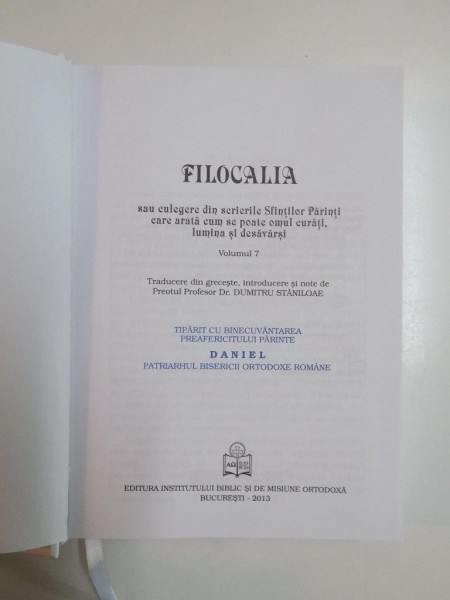 FILOCALIA
sau culegere din scrierile Sfinților Părinți
care arată cum se poate omul curăți,
lumina și desăvârși
Volumul 7
Traducere din grecește, introducere și note de
Preotul Profesor Dr. DUMITRU STĂNILOAE
TIPĂRIT CU BINECUVÂNTAREA
PREAFERICITULUI PĂRINTE
DANIEL
PATRIARHUL BISERICII ORTODOXE ROMÂNE
ΑΩ
EDITURA INSTITUTULUI BIBLIC ȘI DE MISIUNE ORTODOXĂ
BUCUREȘTI - 2013